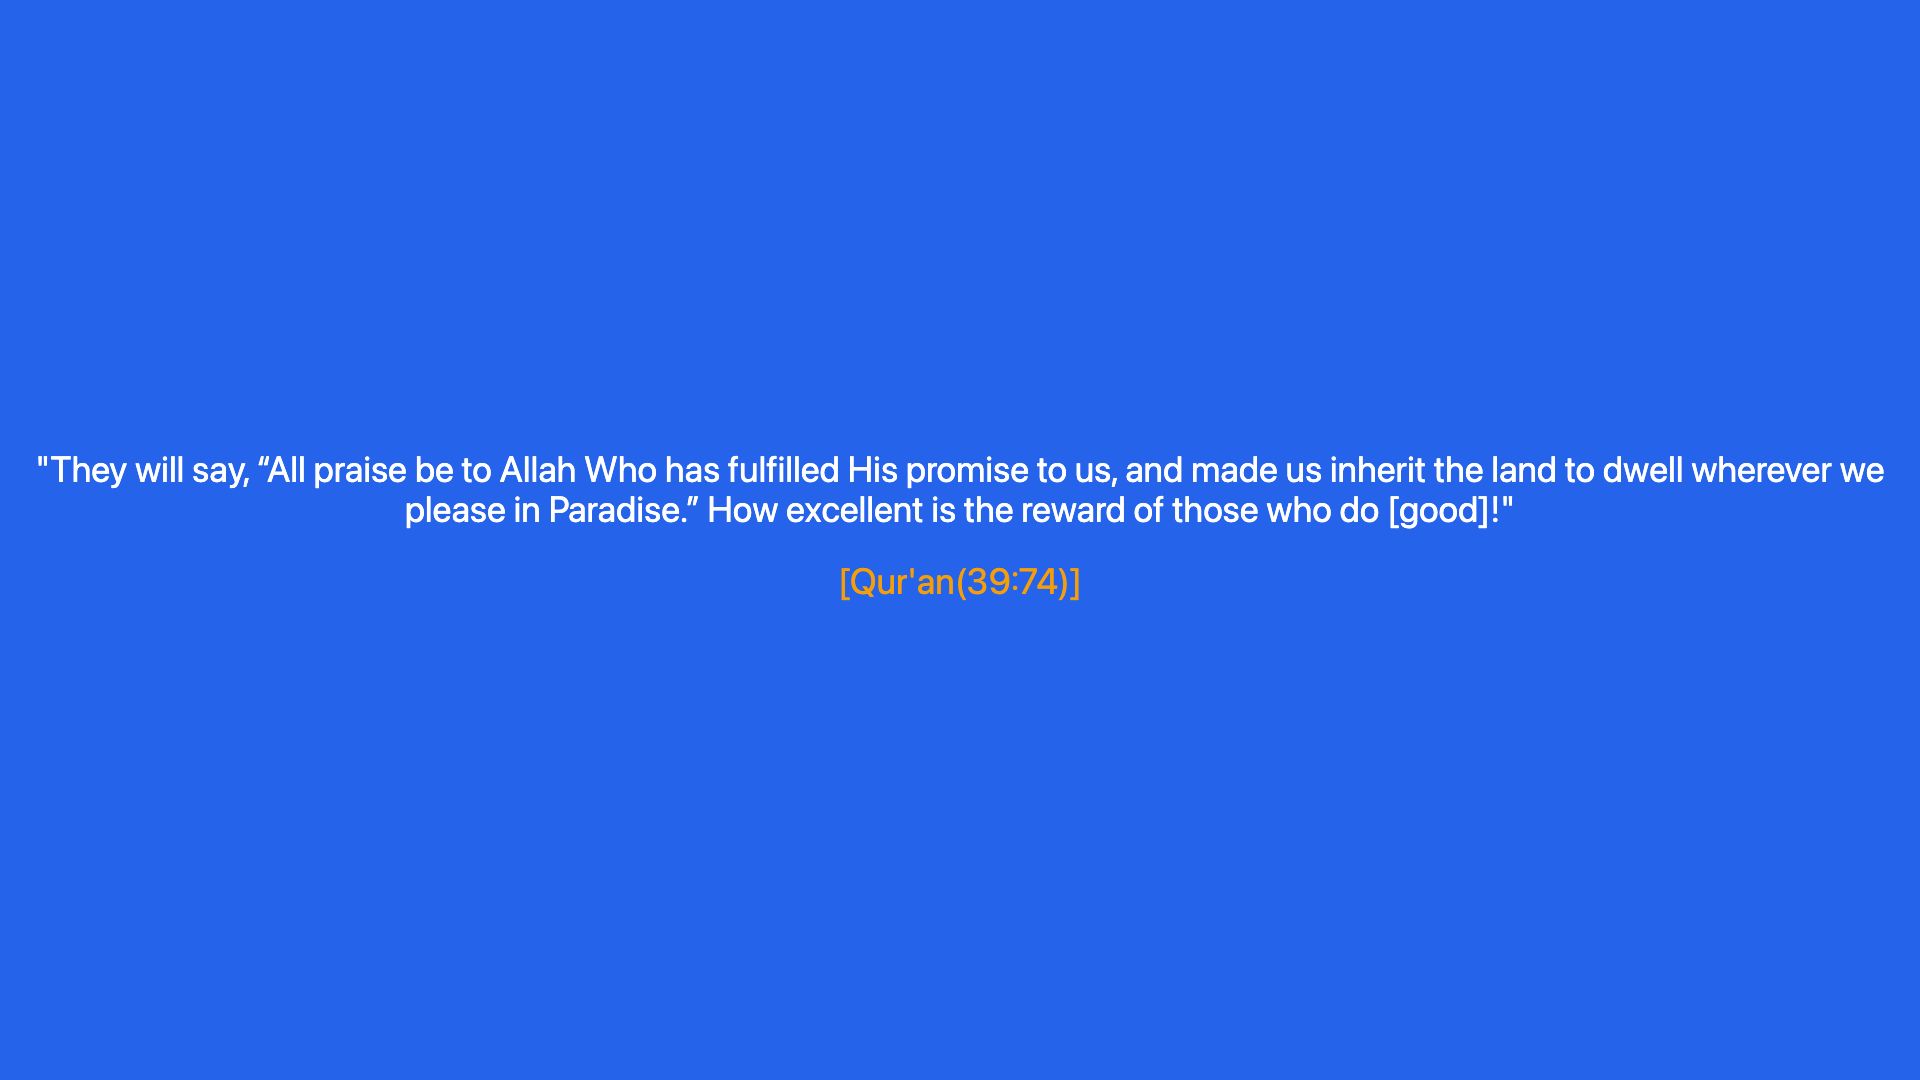 "They will say, “All praise be to Allah Who has fulfilled His promise to us, and made us inherit the land to dwell wherever we
please in Paradise.” How excellent is the reward of those who do [good]!"
[Qur'an(39:74)]